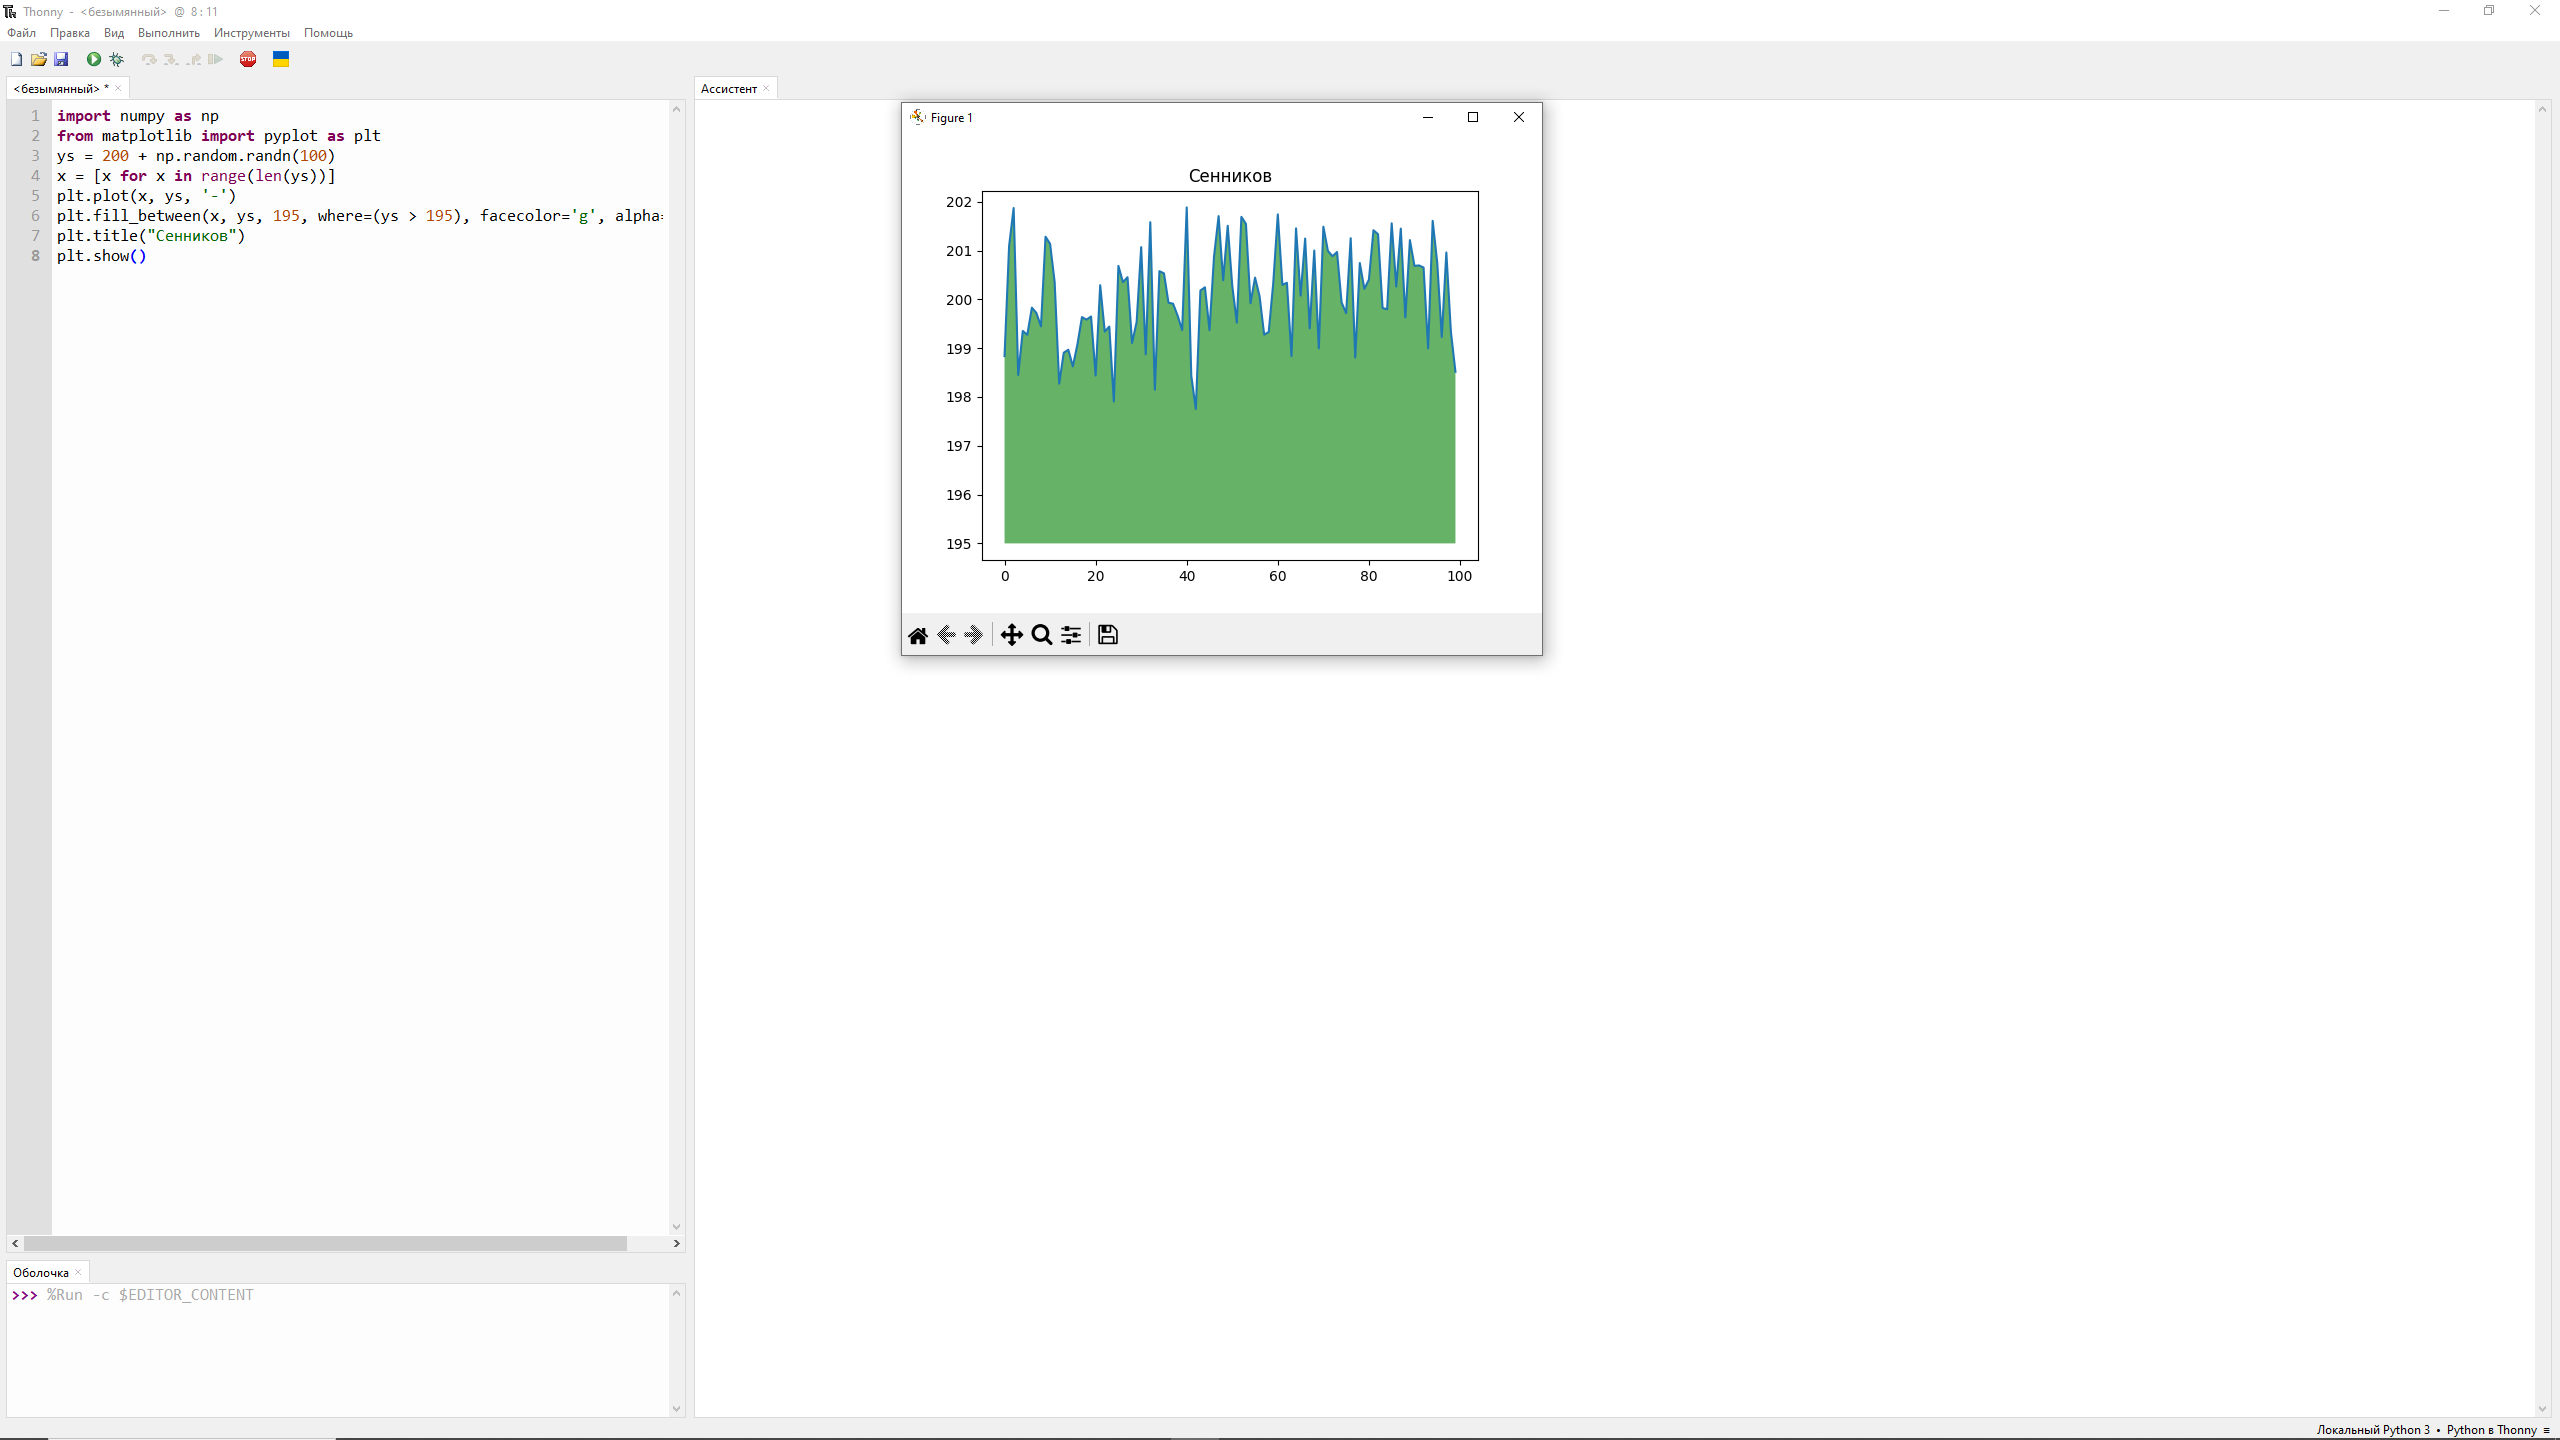 Thonny - <безымянный> @ 8 : 11
Файл Правка Вид Выполнить Инструменты Помощь
STOP
<безымянный> *
1 import numpy as np
2 from matplotlib import pyplot as plt
3 ys = 200 + np.random.randn(100)
4 x = [x for x in range(len(ys))]
5 plt.plot(x, ys, '-')
6 plt.fill_between(x, ys, 195, where=(ys > 195), facecolor='g', alpha=
7 plt.title("Сенников")
8 plt.show()
Оболочка
>>> %Run -c $EDITOR_CONTENT
Ассистент
Figure 1
Сенников
202
201
200
199
198
197
196
195
0 20 40 60 80 100
Локальный Python 3 • Python в Thonny ≡